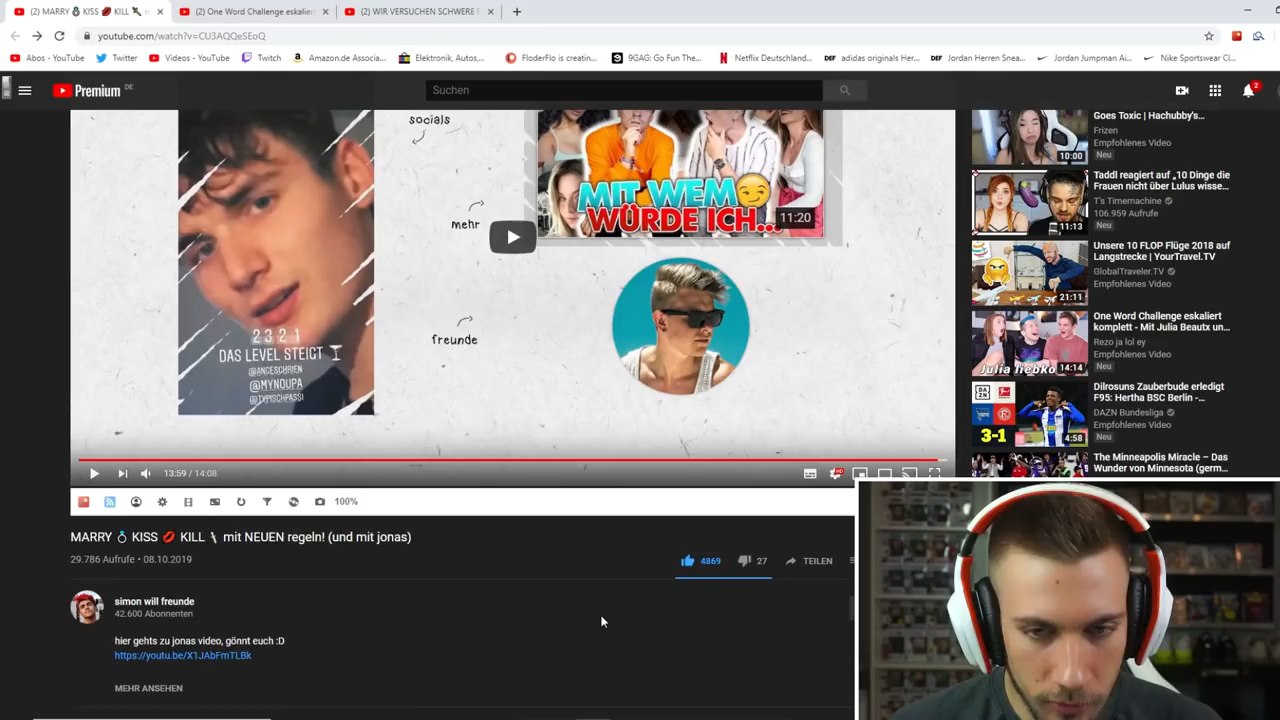 (2) MARRY 💍 KISS 💋 KILL 🔪
(2) One Word Challenge eskaliert
(2) WIR VERSUCHEN SCHWERE
youtube.com/watch?v=CU3AQQeSEoQ
Abos - YouTube
Twitter
Videos - YouTube
Twitch
Amazon.de Associa...
Elektronik, Autos,...
FloderFlo is creatin...
9GAG: Go Fun The...
Netflix Deutschland...
DEF adidas originals Her...
DEF Jordan Herren Snea...
Jordan Jumpman Ai...
Nike Sportswear Cl...
Premium DE
Suchen
2
socials
mehr
freunde
2321
DAS LEVEL STEIGT
@ANGESCHRIEN
@MYNOUPA
@TYPISCHPASSI
MIT WEM
WÜRDE ICH...
11:20
13:59 / 14:08
HD
100%
MARRY 💍 KISS 💋 KILL 🔪 mit NEUEN regeln! (und mit jonas)
29.786 Aufrufe • 08.10.2019
4869
27
TEILEN
simon will freunde
42.600 Abonnenten
hier gehts zu jonas video, gönnt euch :D
https://youtu.be/X1JAbFmTLBk
MEHR ANSEHEN
Goes Toxic | Hachubby's...
Frizen
Empfohlenes Video
Neu
10:00
Taddl reagiert auf „10 Dinge die
Frauen nicht über Lulus wisse...
T's Timemachine
106.959 Aufrufe
Neu
11:13
Unsere 10 FLOP Flüge 2018 auf
Langstrecke | YourTravel.TV
GlobalTraveler.TV
Empfohlenes Video
21:11
One Word Challenge eskaliert
komplett - Mit Julia Beautx un...
Rezo ja lol ey
Empfohlenes Video
Neu
Julia liebko
14:14
Dilrosuns Zauberbude erledigt
F95: Hertha BSC Berlin -...
DAZN Bundesliga
Empfohlenes Video
Neu
DAZN
3-1
4:58
The Minneapolis Miracle – Das
Wunder von Minnesota (germ...